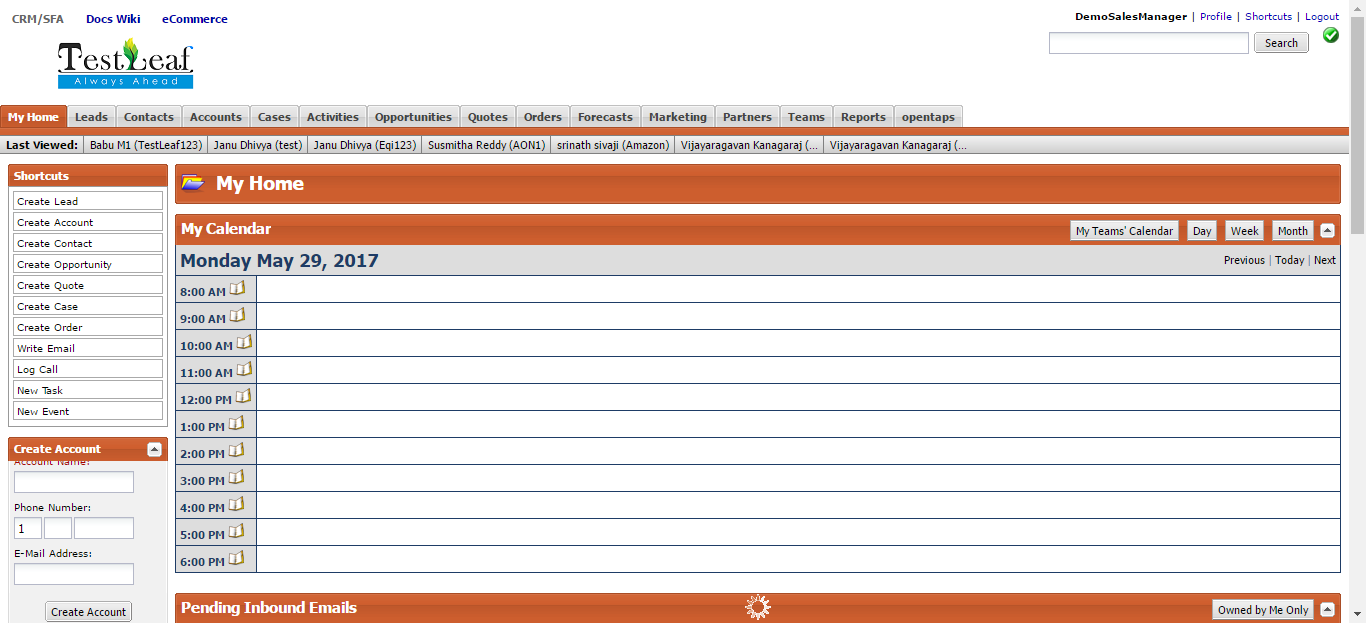 CRM/SFA Docs Wiki eCommerce
DemoSalesManager | Profile | Shortcuts | Logout
TestLeaf
Always Ahead
Search
My Home Leads Contacts Accounts Cases Activities Opportunities Quotes Orders Forecasts Marketing Partners Teams Reports opentaps
Last Viewed: Babu M1 (TestLeaf123) Janu Dhivya (test) Janu Dhivya (Eqi123) Susmitha Reddy (AON1) srinath sivaji (Amazon) Vijayaragavan Kanagaraj (... Vijayaragavan Kanagaraj (...
Shortcuts
Create Lead
Create Account
Create Contact
Create Opportunity
Create Quote
Create Case
Create Order
Write Email
Log Call
New Task
New Event
Create Account
Account Name:
Phone Number:
1
E-Mail Address:
Create Account
My Home
My Calendar
My Teams' Calendar Day Week Month
Monday May 29, 2017
Previous | Today | Next
8:00 AM
9:00 AM
10:00 AM
11:00 AM
12:00 PM
1:00 PM
2:00 PM
3:00 PM
4:00 PM
5:00 PM
6:00 PM
Pending Inbound Emails
Owned by Me Only